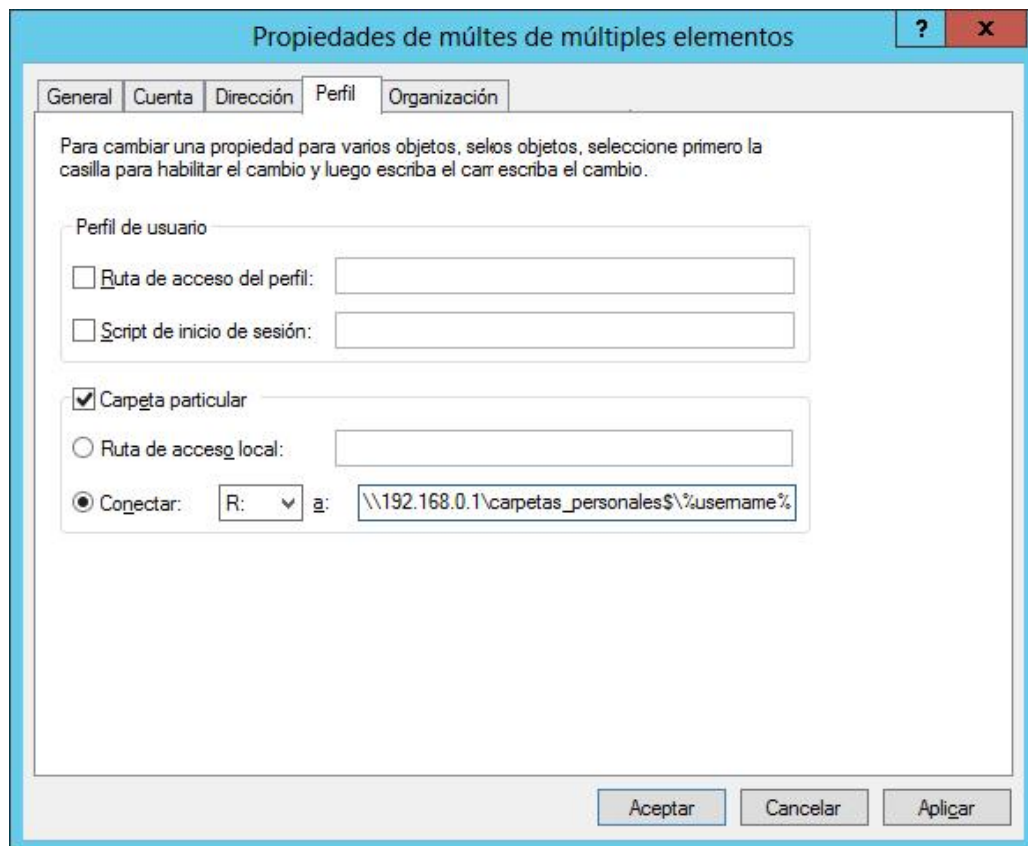 Propiedades de múltes de múltiples elementos
?
x
General Cuenta Dirección Perfil Organización
Para cambiar una propiedad para varios objetos, selєos objetos, seleccione primero la
casilla para habilitar el cambio y luego escriba el carr escriba el cambio.
Perfil de usuario
Ruta de acceso del perfil:
Script de inicio de sesión:
Carpeta particular
Ruta de acceso local:
Conectar: R: a: \\192.168.0.1\carpetas_personales$\%username%
Aceptar Cancelar Aplicar